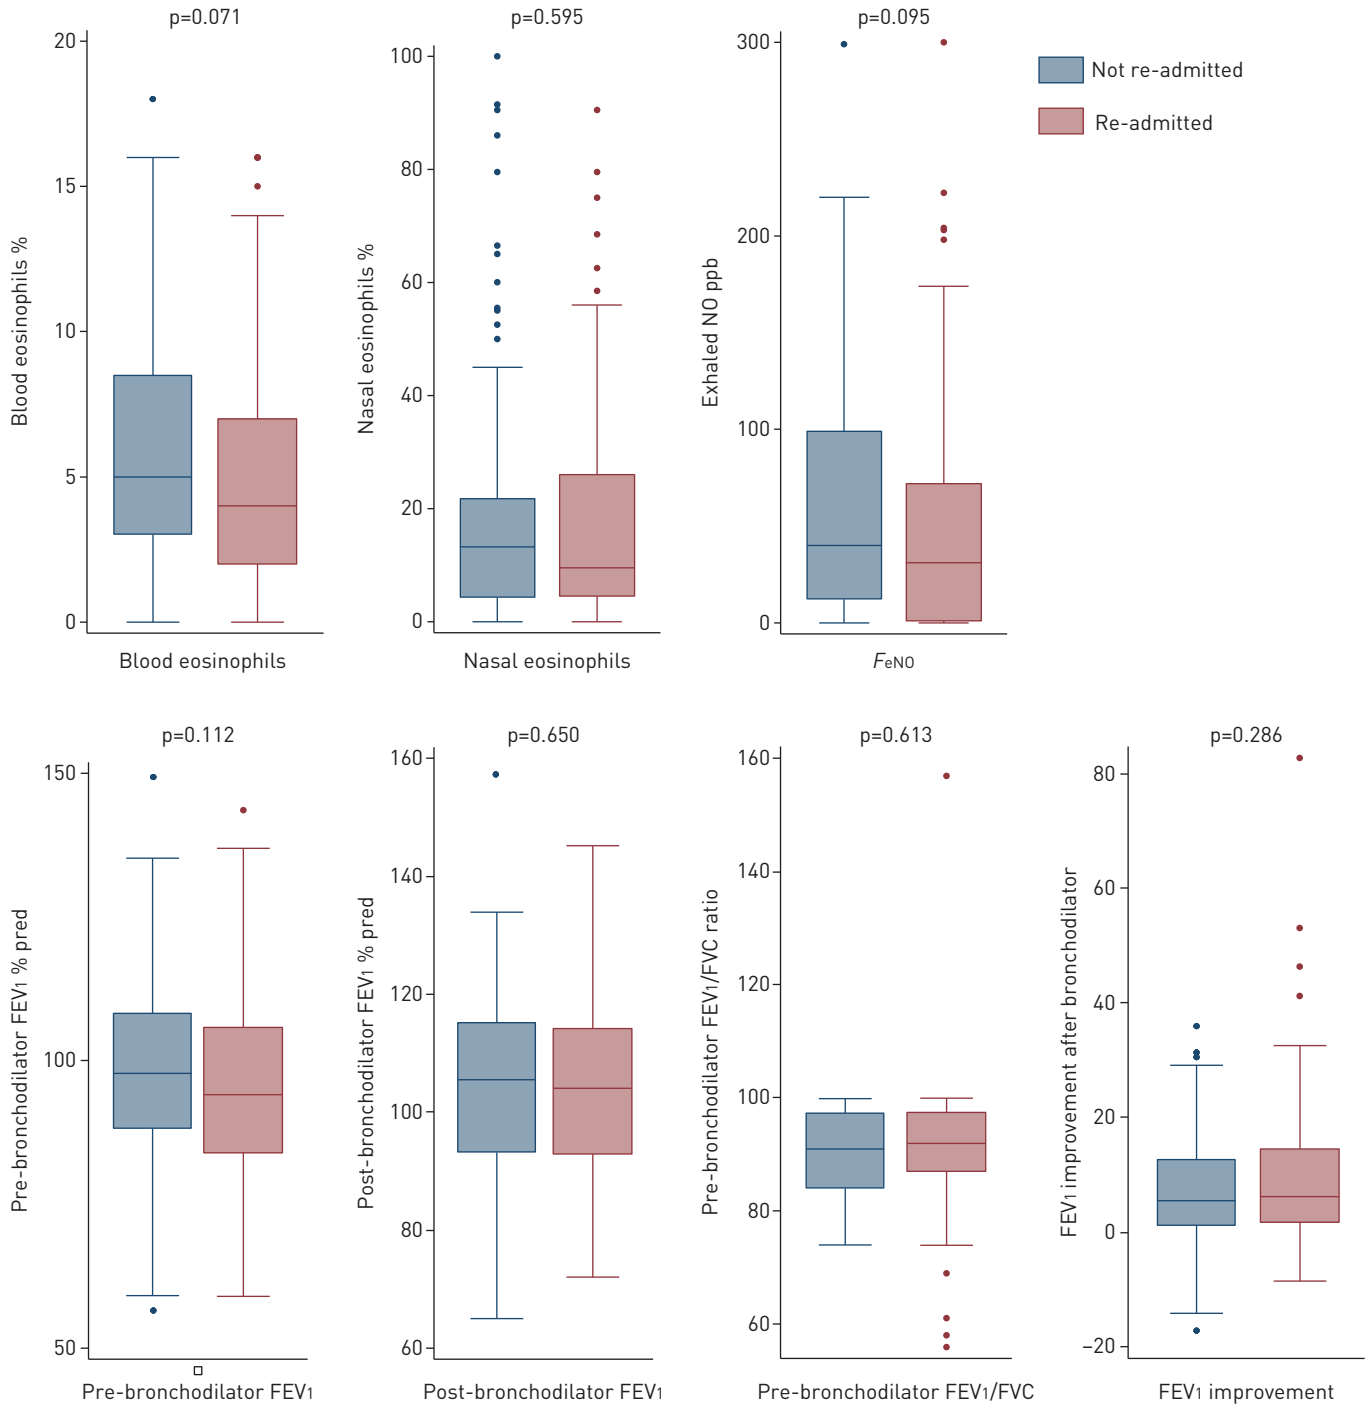 p=0.071
20
15
10
5
0
Blood eosinophils %
Blood eosinophils
p=0.595
100
80
60
40
20
0
Nasal eosinophils %
Nasal eosinophils
p=0.095
300
200
100
0
Exhaled NO ppb
FeNO
Not re-admitted
Re-admitted
p=0.112
150
100
50
Pre-bronchodilator FEV1 % pred
Pre-bronchodilator FEV1
p=0.650
160
140
120
100
80
60
Post-bronchodilator FEV1 % pred
Post-bronchodilator FEV1
p=0.613
160
140
120
100
80
60
Pre-bronchodilator FEV1/FVC ratio
Pre-bronchodilator FEV1/FVC
p=0.286
80
60
40
20
0
–20
FEV1 improvement after bronchodilator
FEV1 improvement